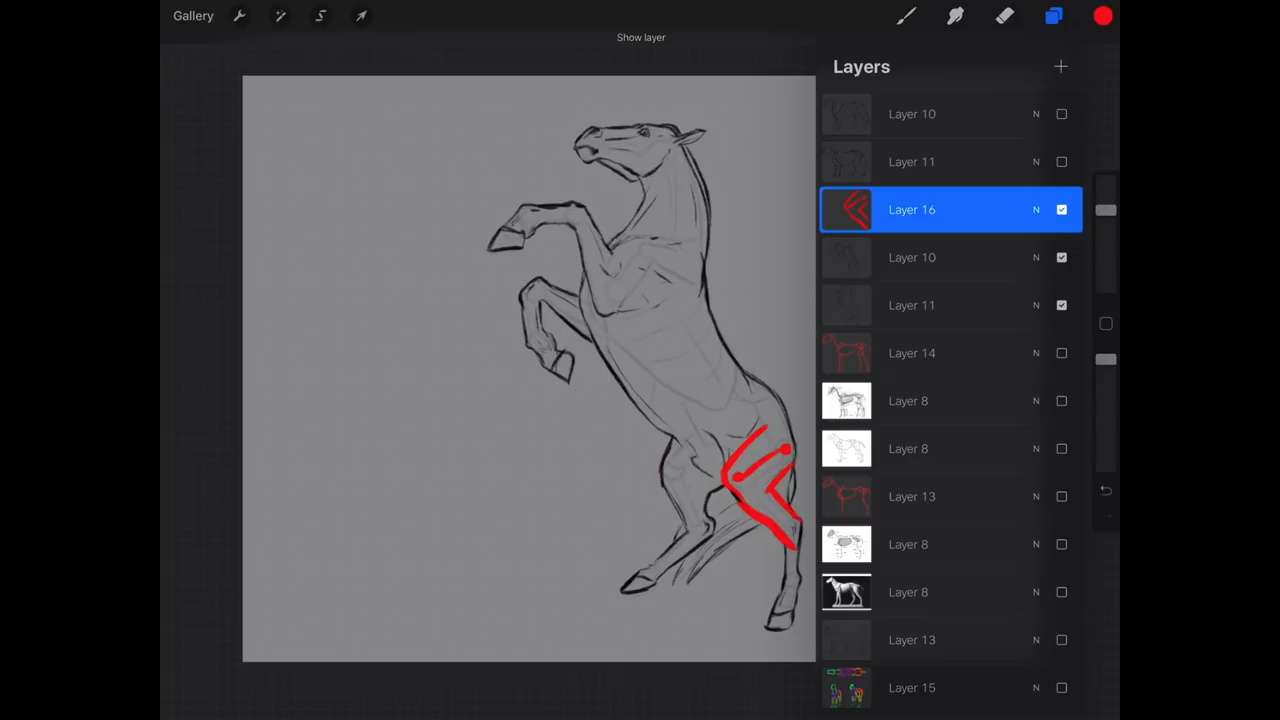 Gallery
Show layer
Layers
Layer 10 N
Layer 11 N
Layer 16 N
Layer 10 N
Layer 11 N
Layer 14 N
Layer 8 N
Layer 8 N
Layer 13 N
Layer 8 N
Layer 8 N
Layer 13 N
Layer 15 N